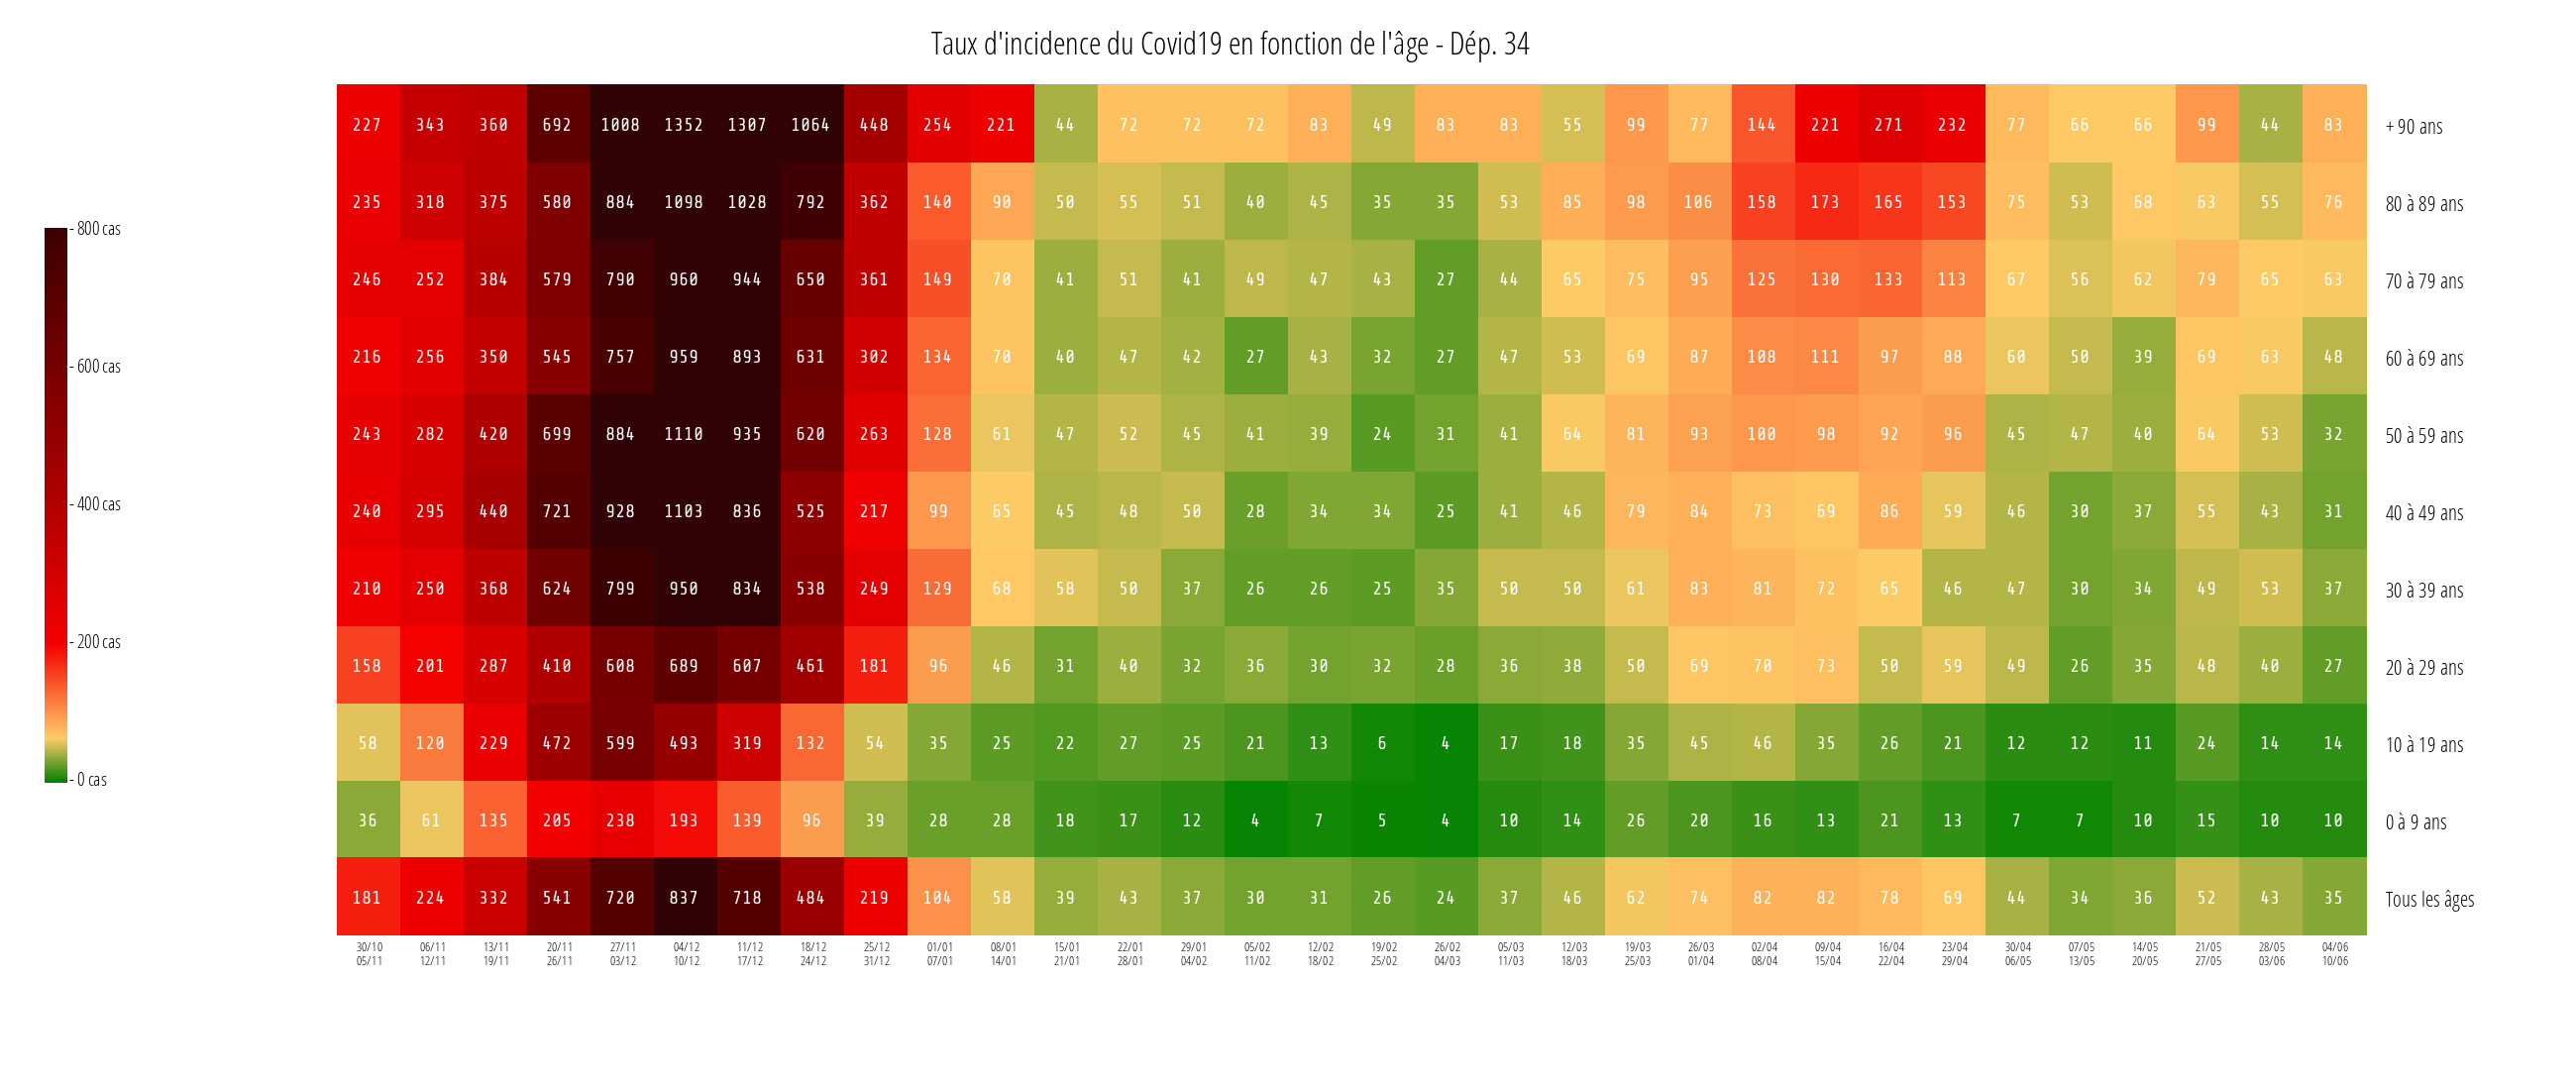 Taux d'incidence du Covid19 en fonction de l'âge - Dép. 34
- 800 cas
- 600 cas
- 400 cas
- 200 cas
- 0 cas
227 343 360 692 1008 1352 1307 1064 448 254 221 44 72 72 72 83 49 83 83 55 99 77 144 221 271 232 77 66 66 99 44 83 + 90 ans
235 318 375 580 884 1098 1028 792 362 140 90 50 55 51 40 45 35 35 53 85 98 106 158 173 165 153 75 53 68 63 55 76 80 à 89 ans
246 252 384 579 790 960 944 650 361 149 70 41 51 41 49 47 43 27 44 65 75 95 125 130 133 113 67 56 62 79 65 63 70 à 79 ans
216 256 350 545 757 959 893 631 302 134 70 40 47 42 27 43 32 27 47 53 69 87 108 111 97 88 60 50 39 69 63 48 60 à 69 ans
243 282 420 699 884 1110 935 620 263 128 61 47 52 45 41 39 24 31 41 64 81 93 100 98 92 96 45 47 40 64 53 32 50 à 59 ans
240 295 440 721 928 1103 836 525 217 99 65 45 48 50 28 34 34 25 41 46 79 84 73 69 86 59 46 30 37 55 43 31 40 à 49 ans
210 250 368 624 799 950 834 538 249 129 68 58 50 37 26 26 25 35 50 50 61 83 81 72 65 46 47 30 34 49 53 37 30 à 39 ans
158 201 287 410 608 689 607 461 181 96 46 31 40 32 36 30 32 28 36 38 50 69 70 73 50 59 49 26 35 48 40 27 20 à 29 ans
58 120 229 472 599 493 319 132 54 35 25 22 27 25 21 13 6 4 17 18 35 45 46 35 26 21 12 12 11 24 14 14 10 à 19 ans
36 61 135 205 238 193 139 96 39 28 28 18 17 12 4 7 5 4 10 14 26 20 16 13 21 13 7 7 10 15 10 10 0 à 9 ans
181 224 332 541 720 837 718 484 219 104 58 39 43 37 30 31 26 24 37 46 62 74 82 82 78 69 44 34 36 52 43 35 Tous les âges
30/10 06/11 13/11 20/11 27/11 04/12 11/12 18/12 25/12 01/01 08/01 15/01 22/01 29/01 05/02 12/02 19/02 26/02 05/03 12/03 19/03 26/03 02/04 09/04 16/04 23/04 30/04 07/05 14/05 21/05 28/05 04/06
05/11 12/11 19/11 26/11 03/12 10/12 17/12 24/12 31/12 07/01 14/01 21/01 28/01 04/02 11/02 18/02 25/02 04/03 11/03 18/03 25/03 01/04 08/04 15/04 22/04 29/04 06/05 13/05 20/05 27/05 03/06 10/06